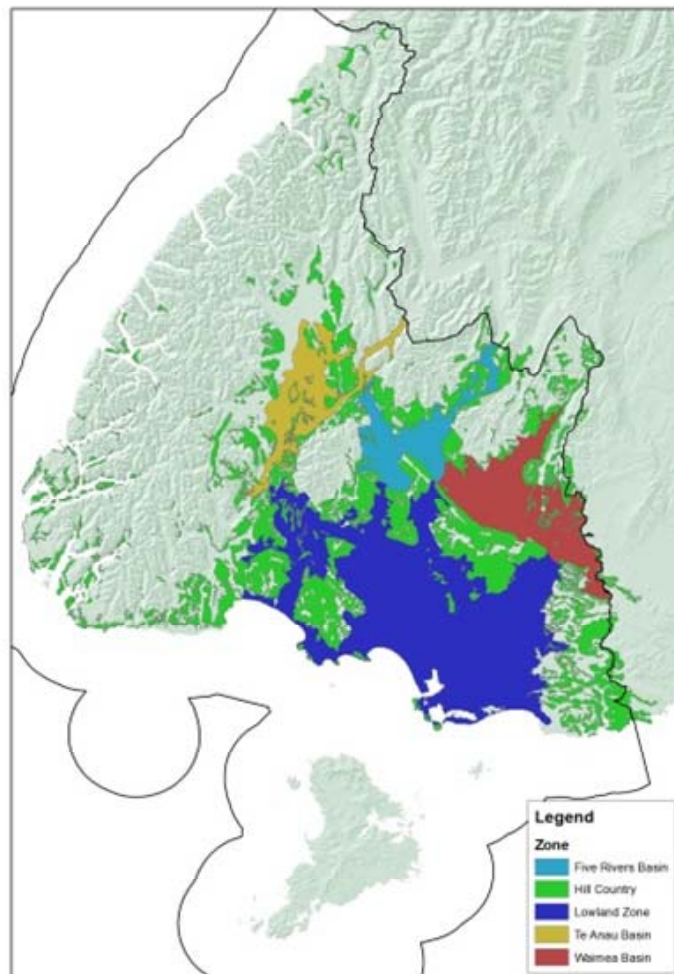 Legend
Zone
Five Rivers Basin
Hill Country
Lowland Zone
Te Anau Basin
Waimea Basin